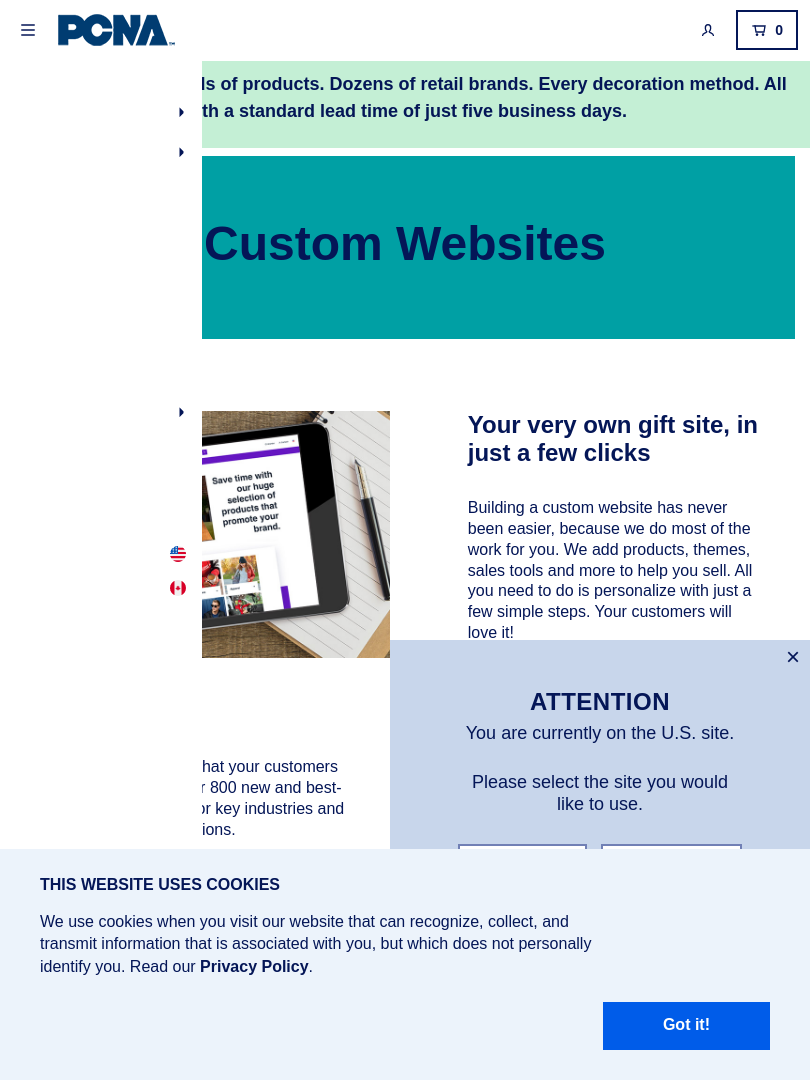 PCNA
0
of products. Dozens of retail brands. Every decoration method. All
a standard lead time of just five business days.
Custom Websites
Save time with
our huge
selection of
products that
promote your
brand.
Your very own gift site, in
just a few clicks
Building a custom website has never
been easier, because we do most of the
work for you. We add products, themes,
sales tools and more to help you sell. All
you need to do is personalize with just a
few simple steps. Your customers will
love it!
×
ATTENTION
You are currently on the U.S. site.
Please select the site you would
like to use.
hat your customers
r 800 new and best-
or key industries and
ions.
THIS WEBSITE USES COOKIES
We use cookies when you visit our website that can recognize, collect, and
transmit information that is associated with you, but which does not personally
identify you. Read our Privacy Policy.
Got it!